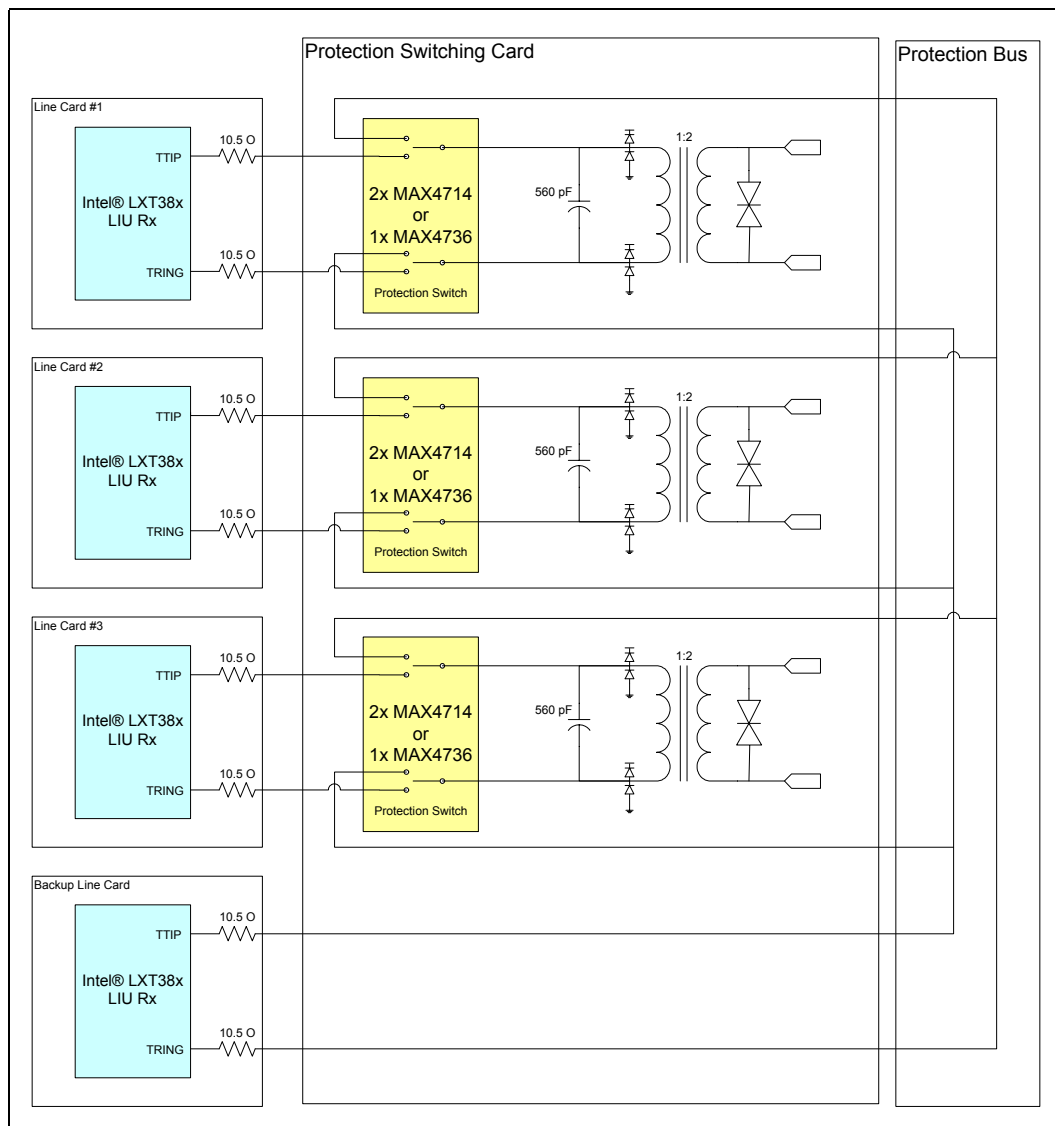 Protection Switching Card
Protection Bus
Line Card #1
10.5 O
TTIP
Intel® LXT38x
LIU Rx
10.5 O
TRING
2x MAX4714
or
1x MAX4736
Protection Switch
560 pF
1:2
Line Card #2
10.5 O
TTIP
Intel® LXT38x
LIU Rx
10.5 O
TRING
2x MAX4714
or
1x MAX4736
Protection Switch
560 pF
1:2
Line Card #3
10.5 O
TTIP
Intel® LXT38x
LIU Rx
10.5 O
TRING
2x MAX4714
or
1x MAX4736
Protection Switch
560 pF
1:2
Backup Line Card
10.5 O
TTIP
Intel® LXT38x
LIU Rx
10.5 O
TRING